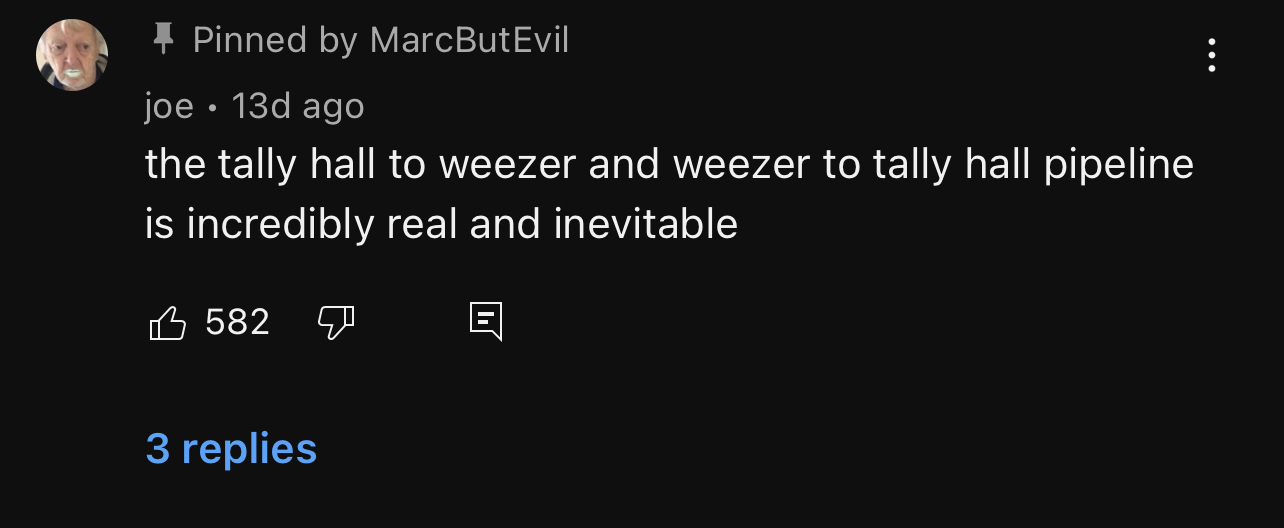 Pinned by MarcButEvil
joe • 13d ago
the tally hall to weezer and weezer to tally hall pipeline
is incredibly real and inevitable
582
3 replies